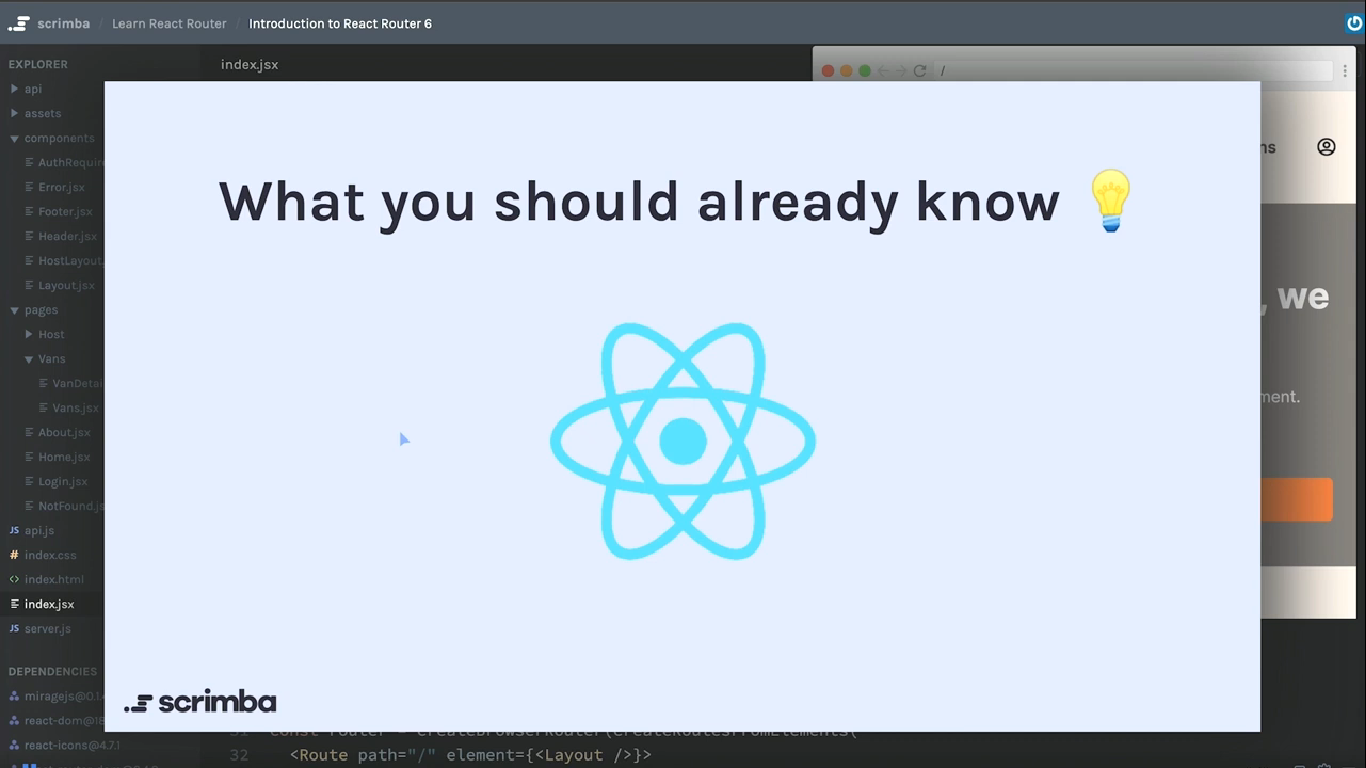 scrimba / Learn React Router / Introduction to React Router 6
EXPLORER
index.jsx
/
api
assets
components
AuthRequire
Error.jsx
Footer.jsx
Header.jsx
HostLayout.
Layout.jsx
pages
Host
Vans
VanDetai
Vans.jsx
About.jsx
Home.jsx
Login.jsx
NotFound.js
JS api.js
# index.css
<> index.html
index.jsx
JS server.js
DEPENDENCIES
miragejs@0.1.4
react-dom@18
react-icons@4.7.1
What you should already know
scrimba
ns
, we
ment.
31 const router = createBrowserRouter(createRoutesFromElements(
32 <Route path="/" element={<Layout />}>